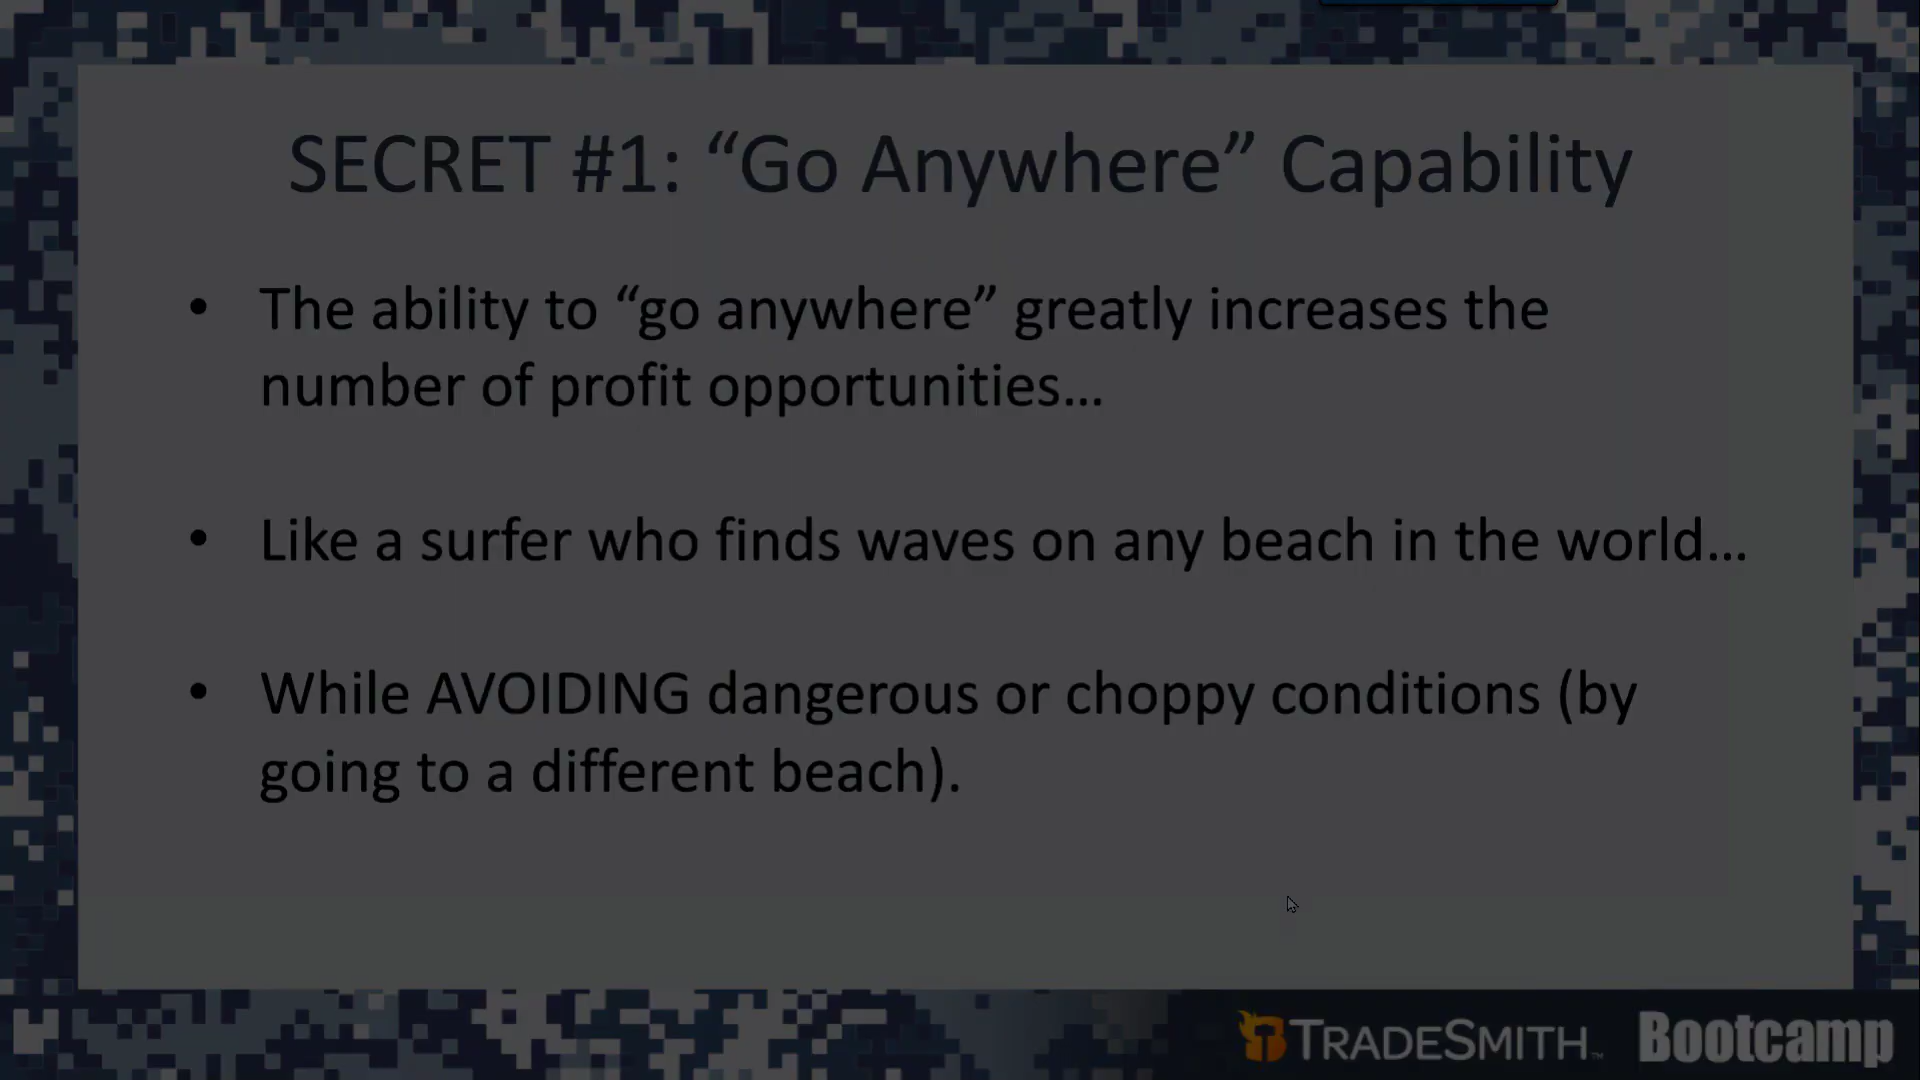 SECRET #1: “Go Anywhere” Capability
• The ability to “go anywhere” greatly increases the
number of profit opportunities…
• Like a surfer who finds waves on any beach in the world…
• While AVOIDING dangerous or choppy conditions (by
going to a different beach).
TRADESMITH™ Bootcamp